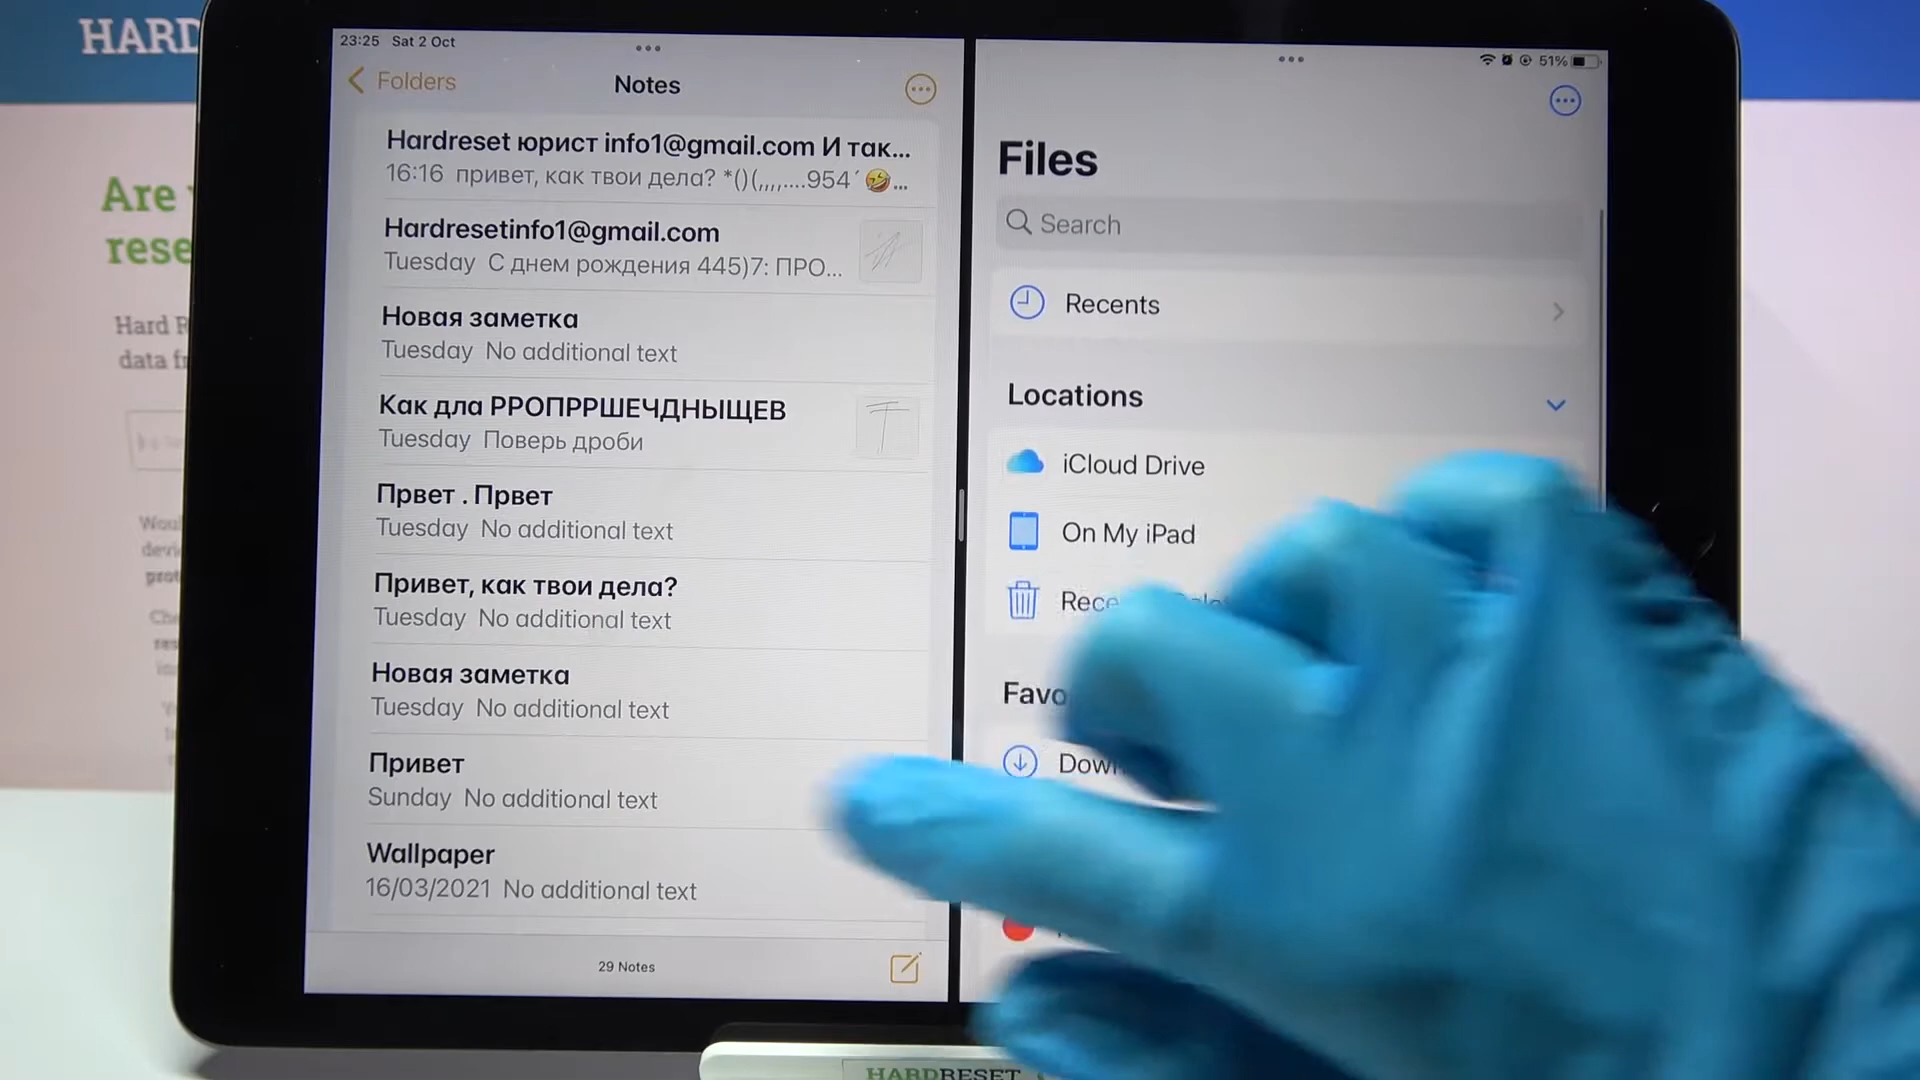 HARD
Are
rese
Hard R
data fr
23:25 Sat 2 Oct
Folders
Notes
Hardreset юрист info1@gmail.com И так...
16:16 привет, как твои дела? *()(,,,,....954´🤣...
Hardresetinfo1@gmail.com
Tuesday С днем рождения 445)7: ПРО...
Новая заметка
Tuesday No additional text
Как дла РРОПРРШЕЧДНЫЩЕВ
Tuesday Поверь дроби
Првет . Првет
Tuesday No additional text
Привет, как твои дела?
Tuesday No additional text
Новая заметка
Tuesday No additional text
Привет
Sunday No additional text
Wallpaper
16/03/2021 No additional text
29 Notes
51%
Files
Search
Recents
Locations
iCloud Drive
On My iPad
Rece
Favo
Down
HARDRESET